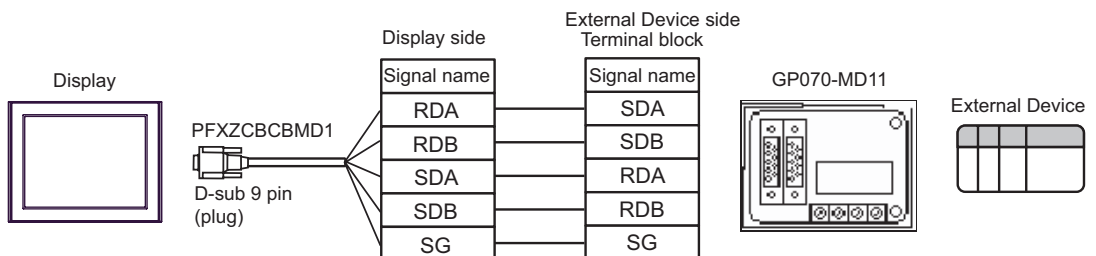 External Device side
Display side Terminal block
Display Signal name Signal name GP070-MD11
External Device
RDA SDA
PFXZCBCBMD1
RDB SDB
SDA RDA
D-sub 9 pin
(plug)
SDB RDB
SG SG